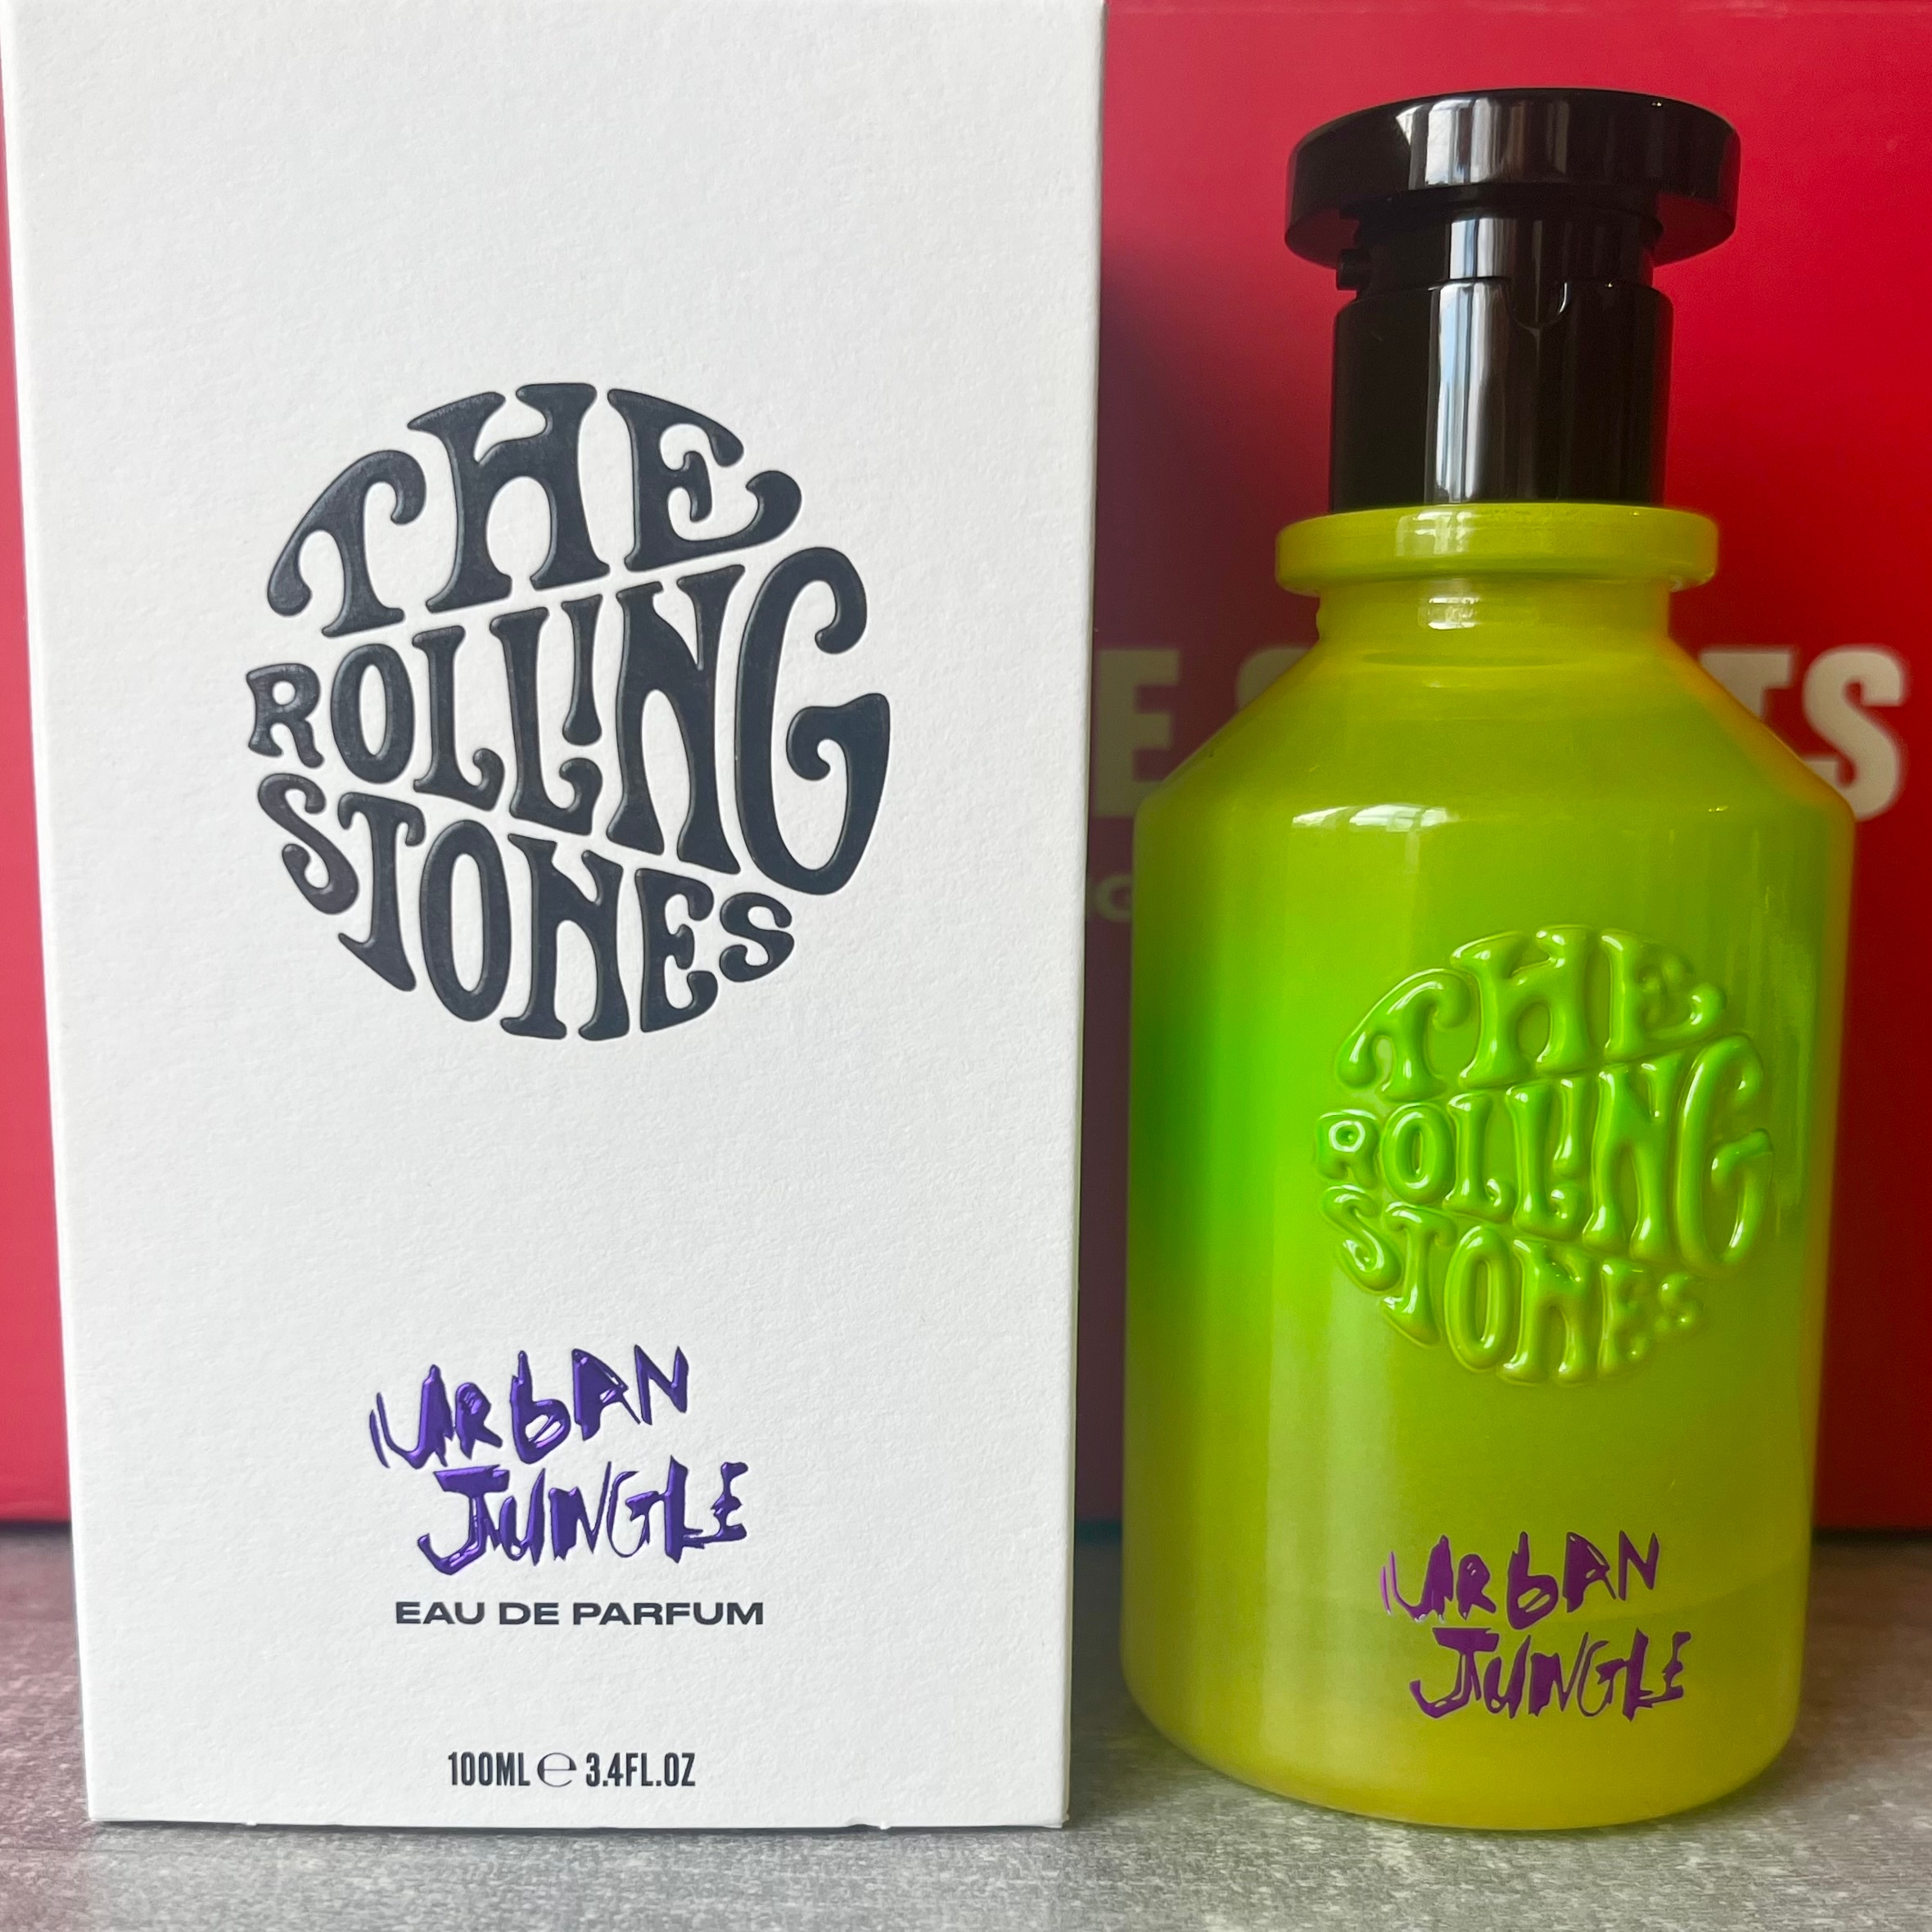 THE
ROLLING
STONES
URBAN
JUNGLE
EAU DE PARFUM
100ML ℮ 3.4FL.OZ
THE
ROLLING
STONES
URBAN
JUNGLE